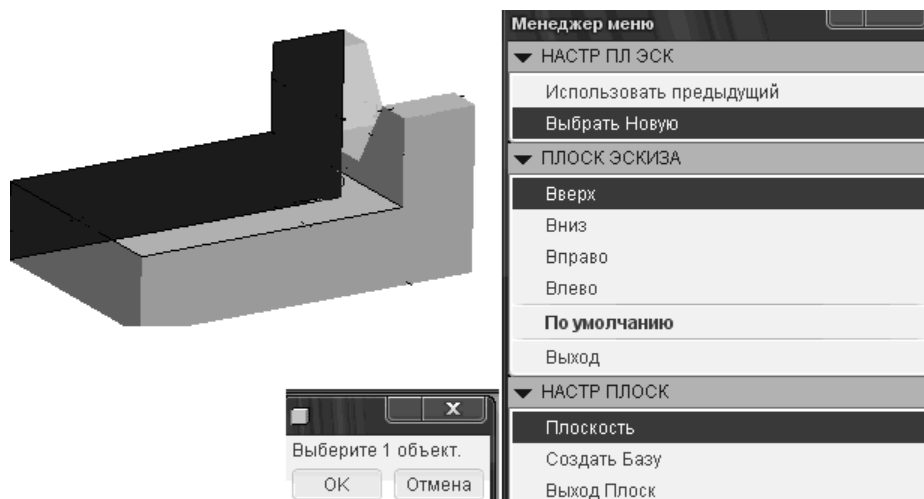 Менеджер меню
НАСТР ПЛ ЭСК
Использовать предыдущий
Выбрать Новую
ПЛОСК ЭСКИЗА
Вверх
Вниз
Вправо
Влево
По умолчанию
Выход
НАСТР ПЛОСК
Плоскость
Создать Базу
Выход Плоск
Выберите 1 объект.
ОК Отмена